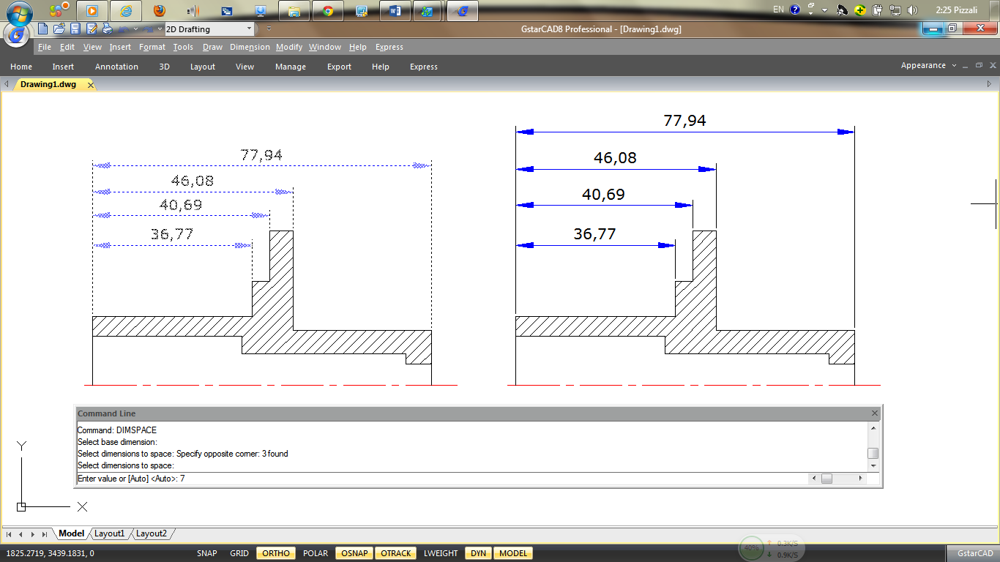 EN 2:25 Pizzali
2D Drafting GstarCAD8 Professional - [Drawing1.dwg]
File Edit View Insert Format Tools Draw Dimension Modify Window Help Express
Home Insert Annotation 3D Layout View Manage Export Help Express Appearance
Drawing1.dwg
77,94
46,08
40,69
36,77
77,94
46,08
40,69
36,77
Command Line
Command: DIMSPACE
Select base dimension:
Select dimensions to space: Specify opposite corner: 3 found
Select dimensions to space:
Enter value or [Auto] <Auto>: 7
Y
X
Model Layout1 Layout2
1825.2719, 3439.1831, 0 SNAP GRID ORTHO POLAR OSNAP OTRACK LWEIGHT DYN MODEL 40% 0.3K/S
0.9K/S
GstarCAD